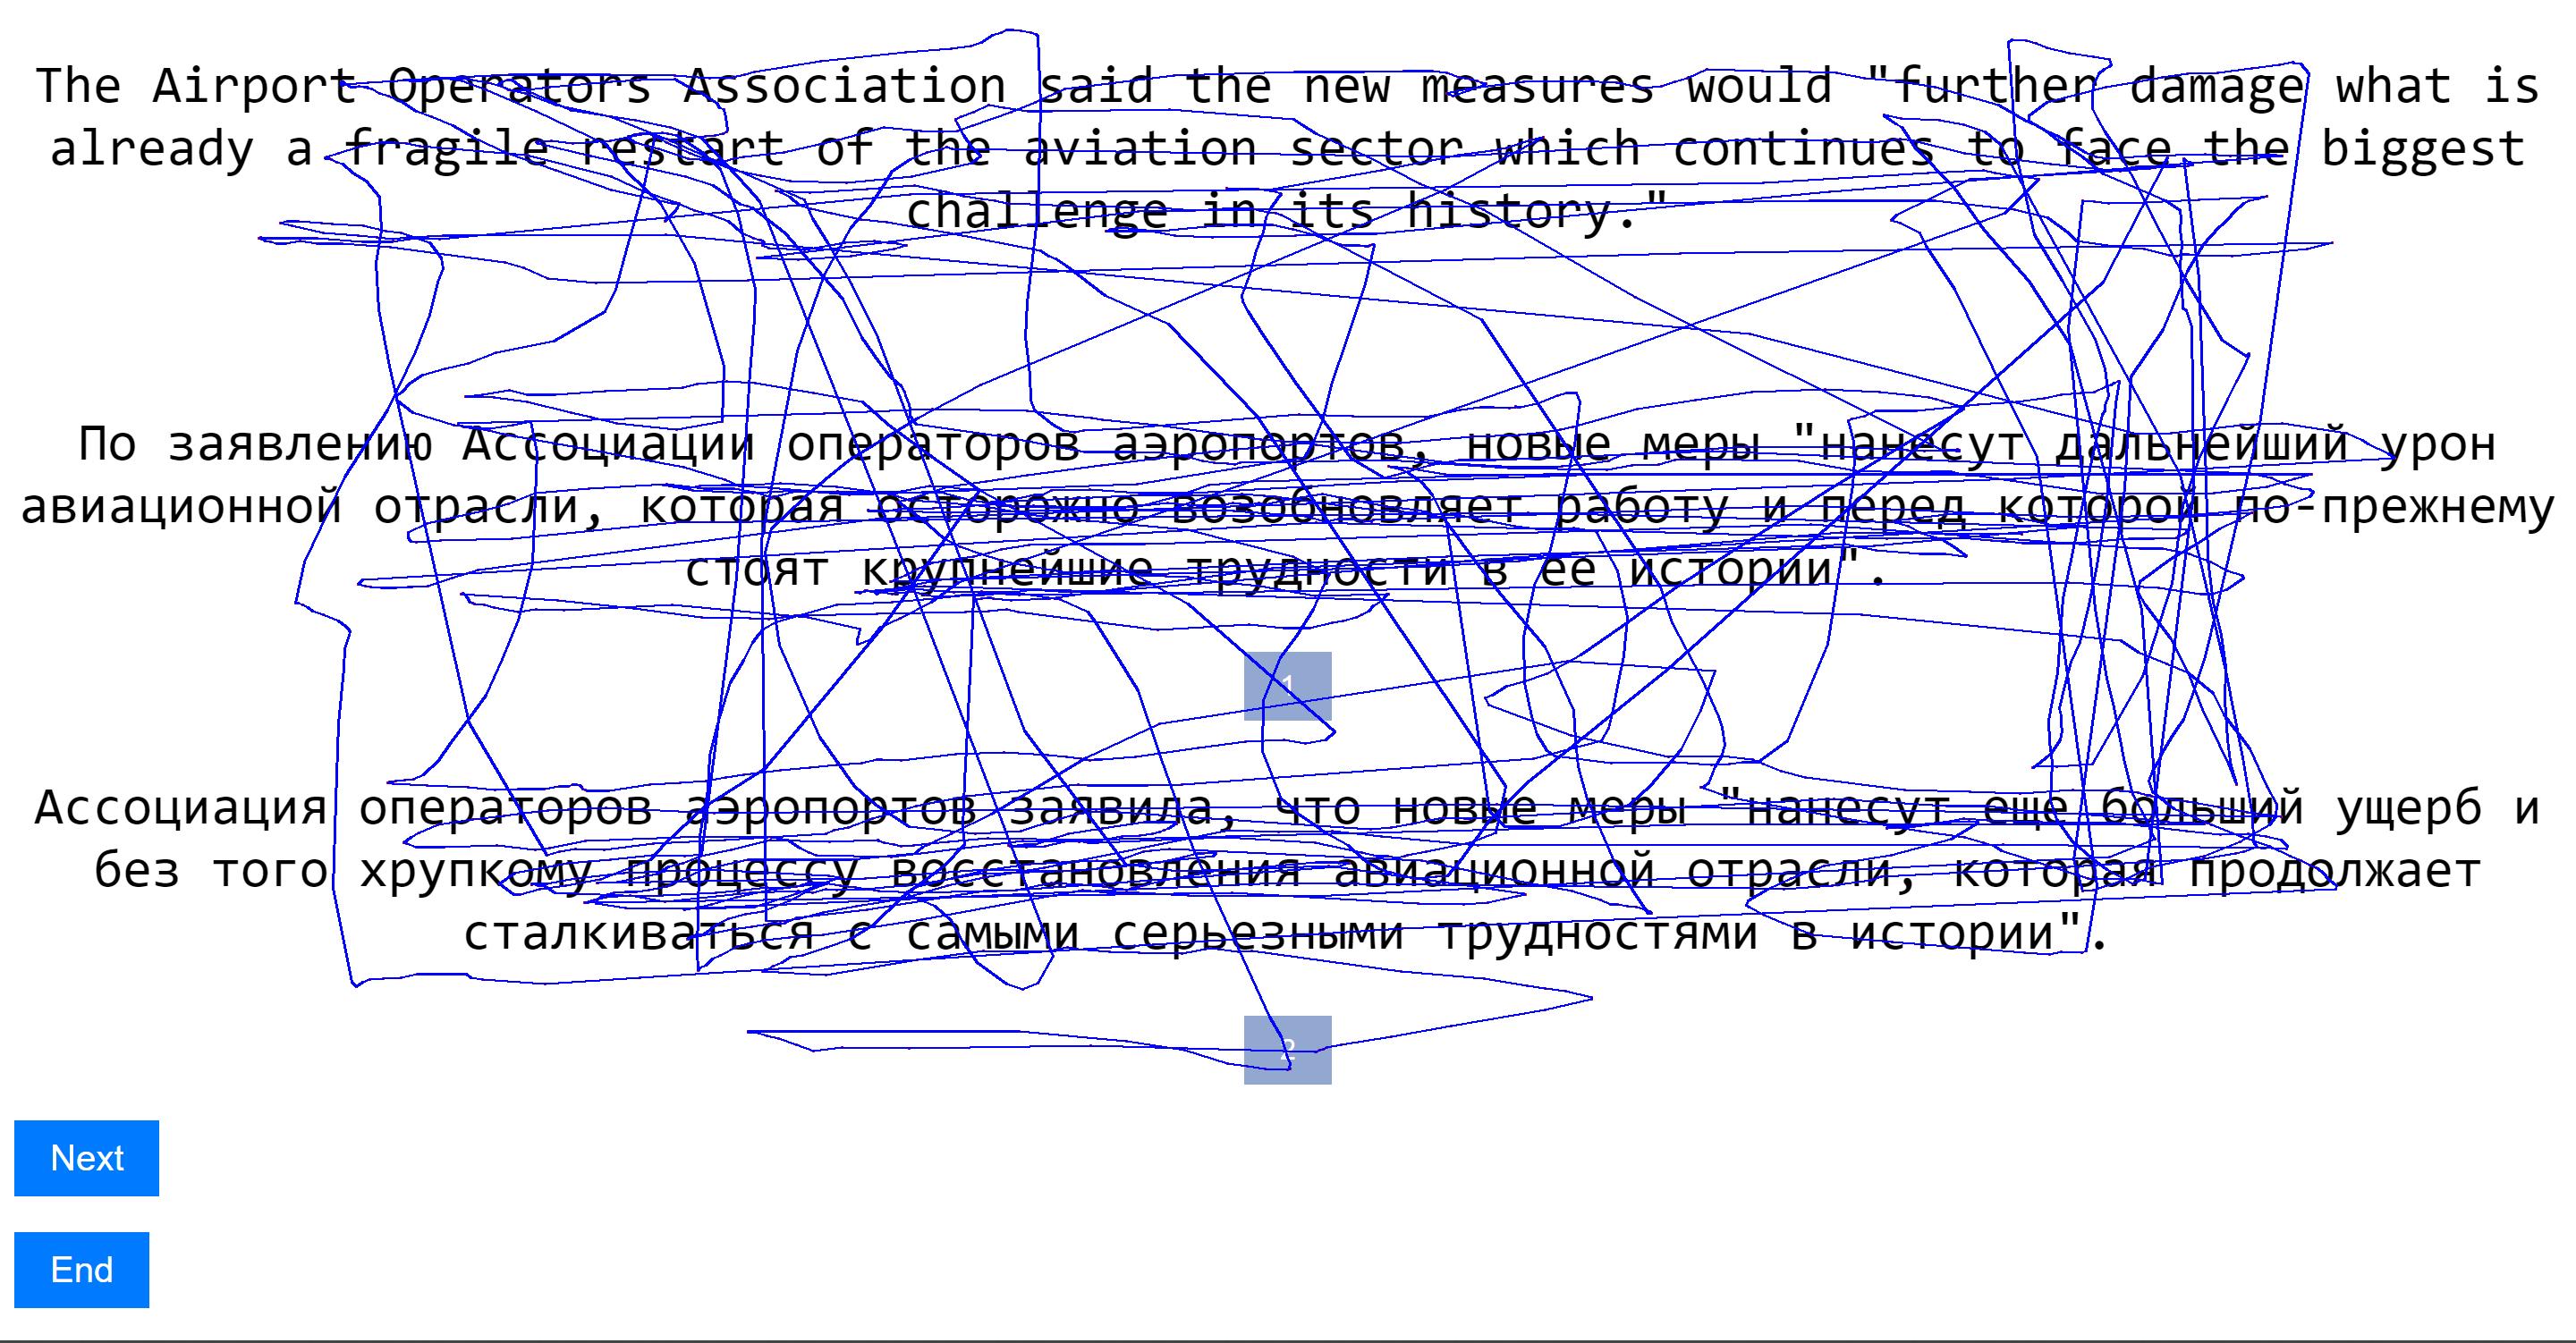 The Airport Operators Association said the new measures would "further damage what is
already a fragile restart of the aviation sector which continues to face the biggest
challenge in its history."
По заявлению Ассоциации операторов аэропортов, новые меры "нанесут дальнейший урон
авиационной отрасли, которая осторожно возобновляет работу и перед которой по-прежнему
стоят крупнейшие трудности в ее истории".
1
Ассоциация операторов аэропортов заявила, что новые меры "нанесут еще больший ущерб и
без того хрупкому процессу восстановления авиационной отрасли, которая продолжает
сталкиваться с самыми серьезными трудностями в истории".
2
Next
End